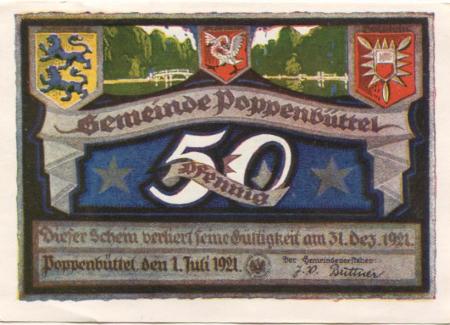 Gemeinde Poppenbüttel
50
Pfennig
Dieser Schein verliert seine Gültigkeit am 31. Dez. 1921.
Poppenbüttel, den 1. Juli 1921.
Der Gemeindevorsteher:
J. V. Büttner